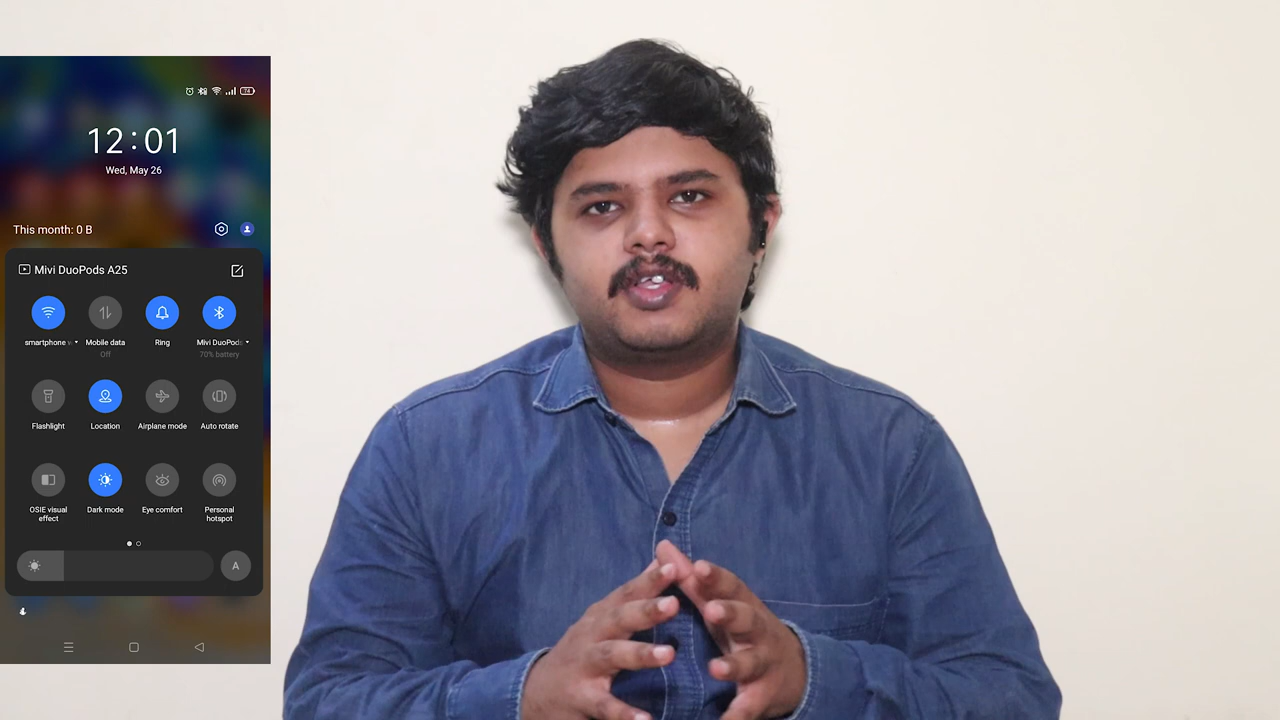 74
12:01
Wed, May 26
This month: 0 B
Mivi DuoPods A25
smartphone
Mobile data
Off
Ring
Mivi DuoPods
70% battery
Flashlight
Location
Airplane mode
Auto rotate
OSIE visual
effect
Dark mode
Eye comfort
Personal
hotspot
A